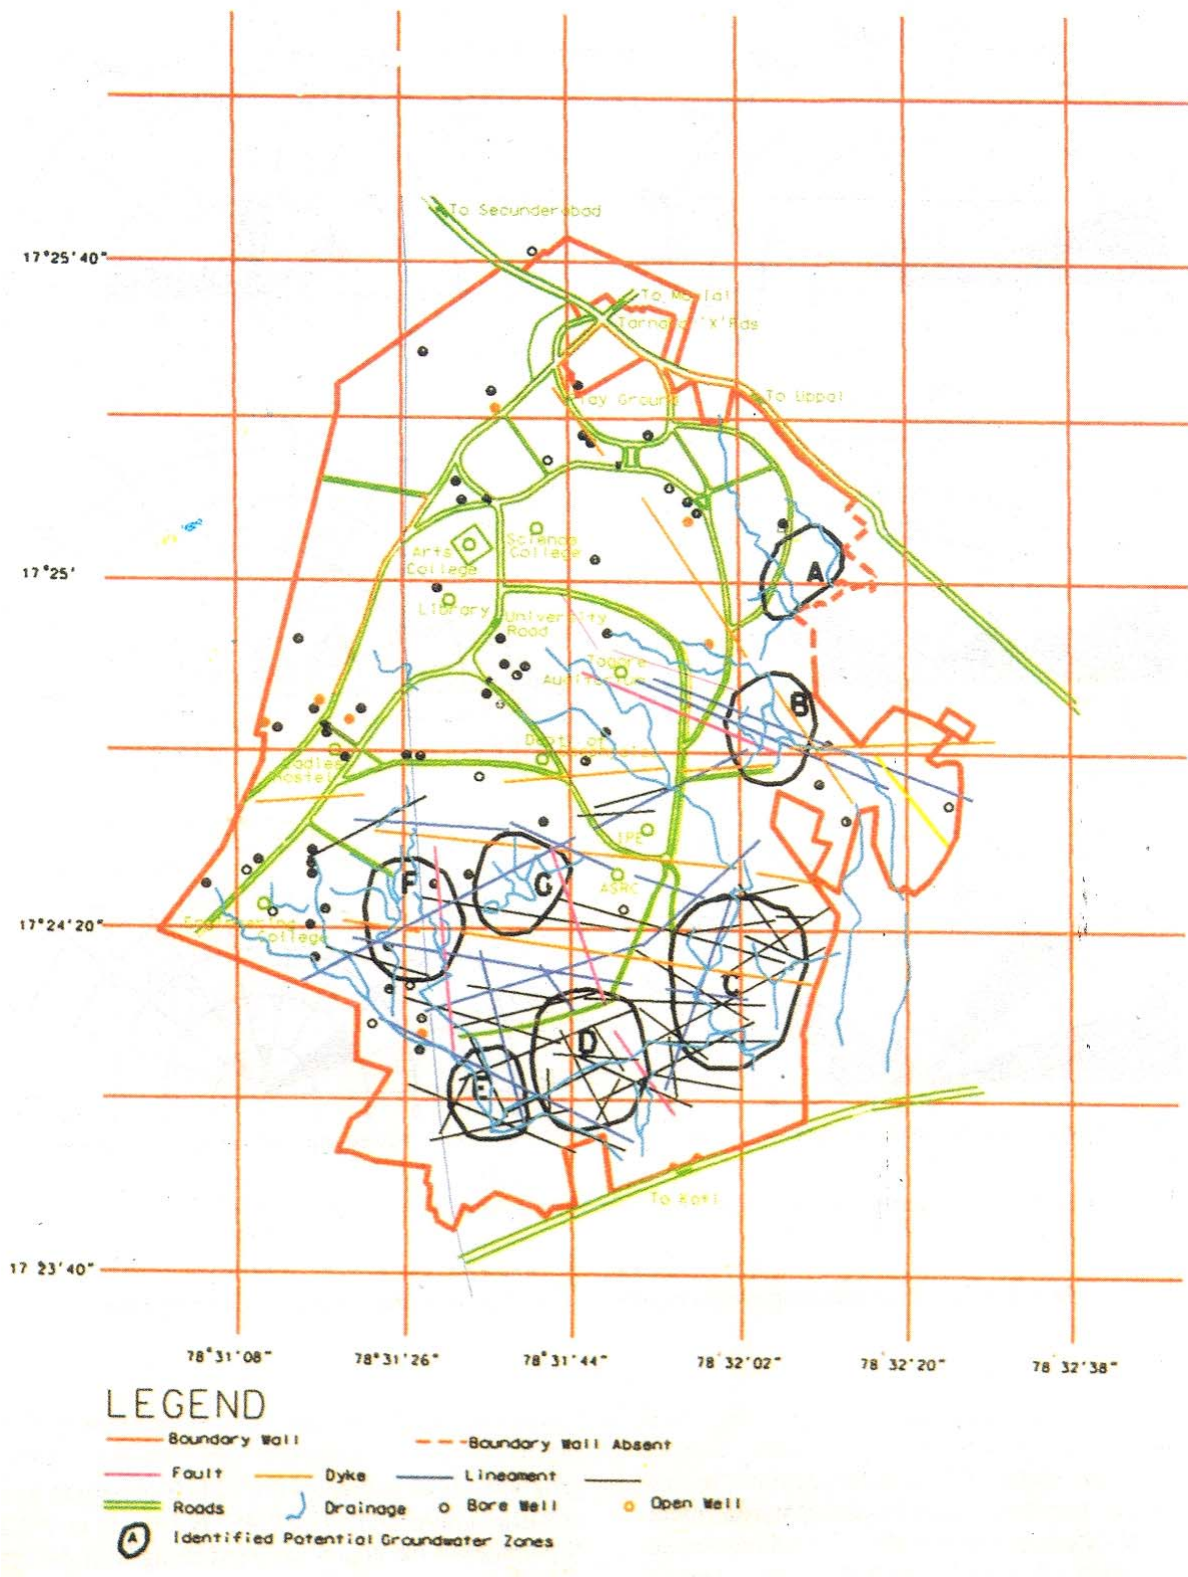 To Secunderabad
17°25'40"
Tarnaka 'X' Rds
Play Ground
To Uppal
17°25'
Arts
College
Science
College
A
Library
University
Road
Tagore
Auditorium
B
Dept. of
Hostel
IPE
F
G
ASRC
17°24'20"
Engineering
College
C
D
E
To Koti
17 23'40"
78°31'08"
78°31'26"
78°31'44"
78 32'02"
78 32'20"
78 32'38"
LEGEND
Boundary Wall
Boundary Wall Absent
Fault
Dyke
Lineament
Roads
Drainage
Bore Well
Open Well
A
Identified Potential Groundwater Zones